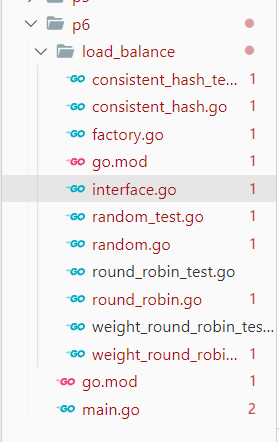 p6
load_balance
GO consistent_hash_te... 1
GO consistent_hash.go 1
GO factory.go 1
GO go.mod 1
GO interface.go 1
GO random_test.go 1
GO random.go 1
GO round_robin_test.go
GO round_robin.go 1
GO weight_round_robin_tes...
GO weight_round_robi... 1
GO go.mod 1
GO main.go 2